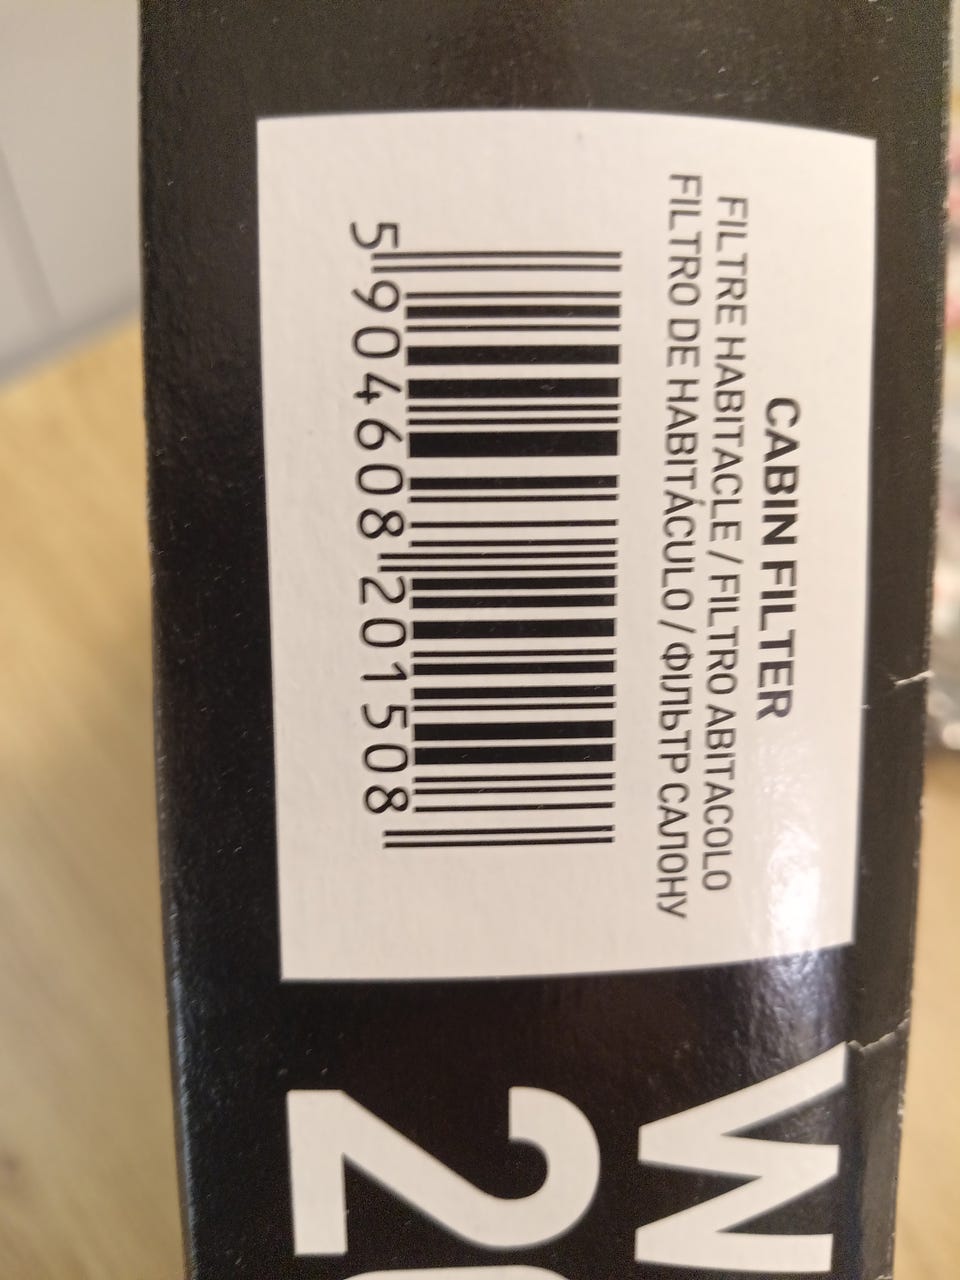 CABIN FILTER
FILTRE HABITACLE / FILTRO ABITACOLO
FILTRO DE HABITÁCULO / ФІЛЬТР САЛОНУ
5 904608 201508